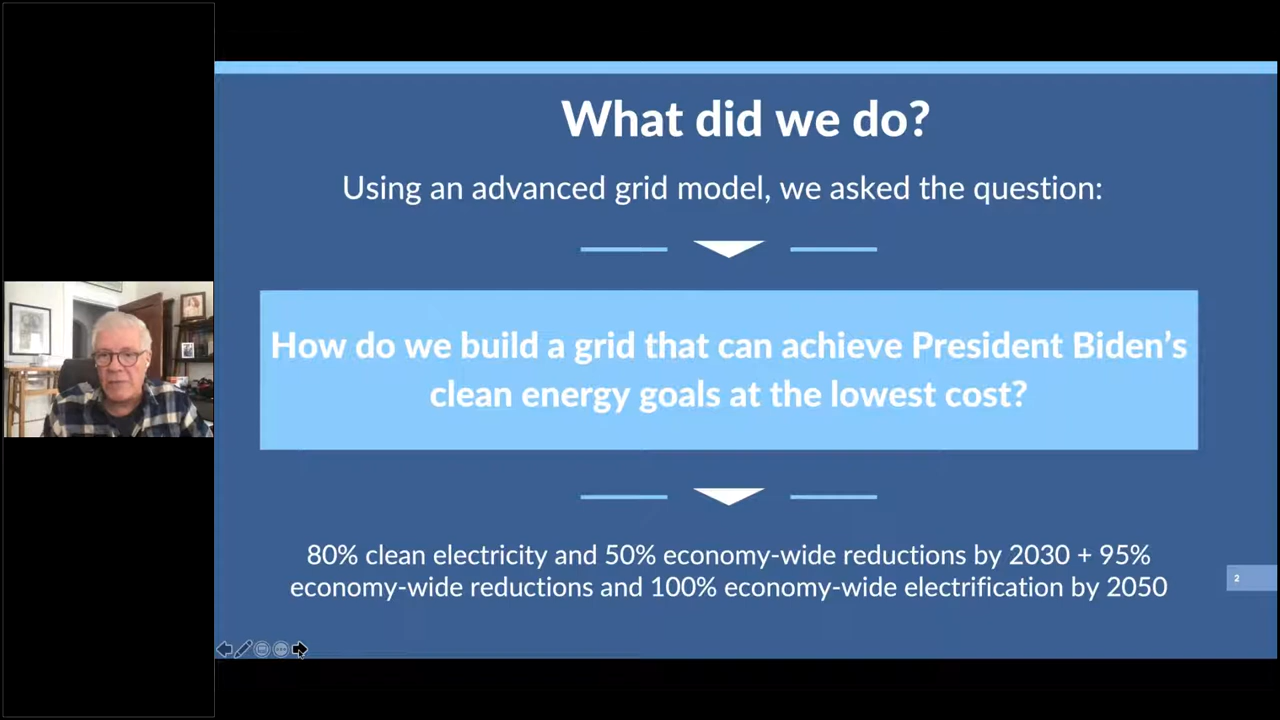 What did we do?
Using an advanced grid model, we asked the question:
How do we build a grid that can achieve President Biden's
clean energy goals at the lowest cost?
80% clean electricity and 50% economy-wide reductions by 2030 + 95%
economy-wide reductions and 100% economy-wide electrification by 2050
2